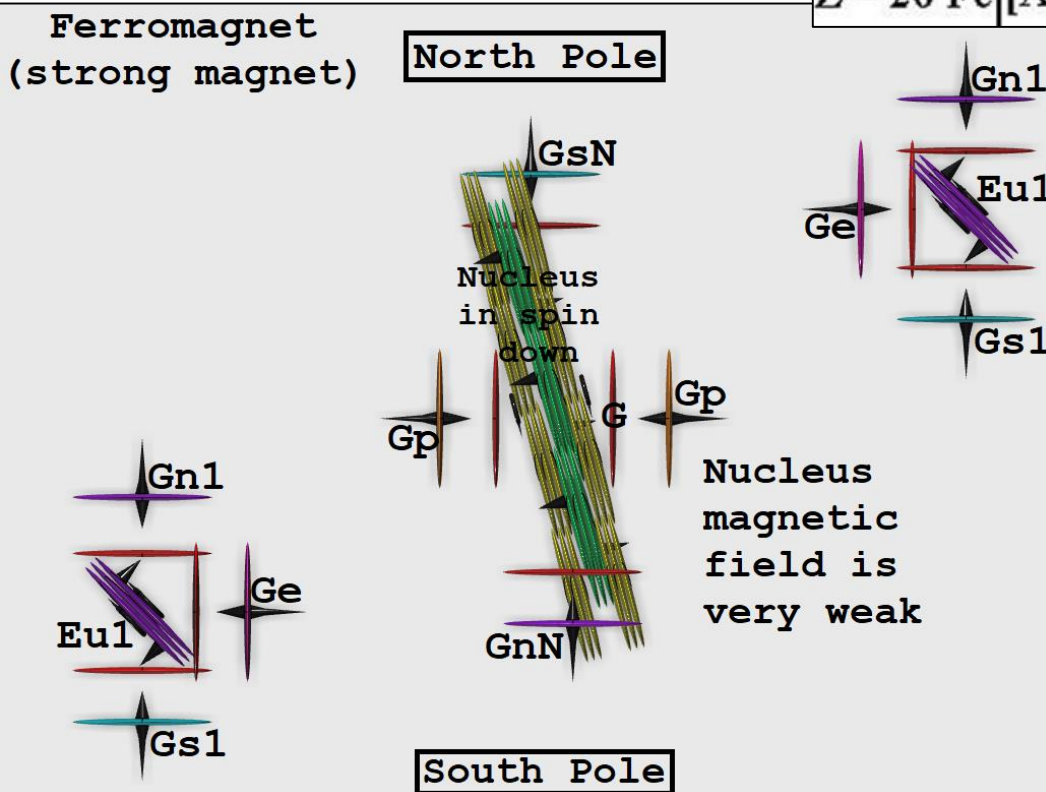 Ferromagnet
(strong magnet)
North Pole
Gn1
GsN
Eu1
Ge
Nucleus
in spin
down
Gs1
Gp
G
Gp
Gn1
Nucleus
magnetic
field is
very weak
Ge
Eu1
GnN
Gs1
South Pole